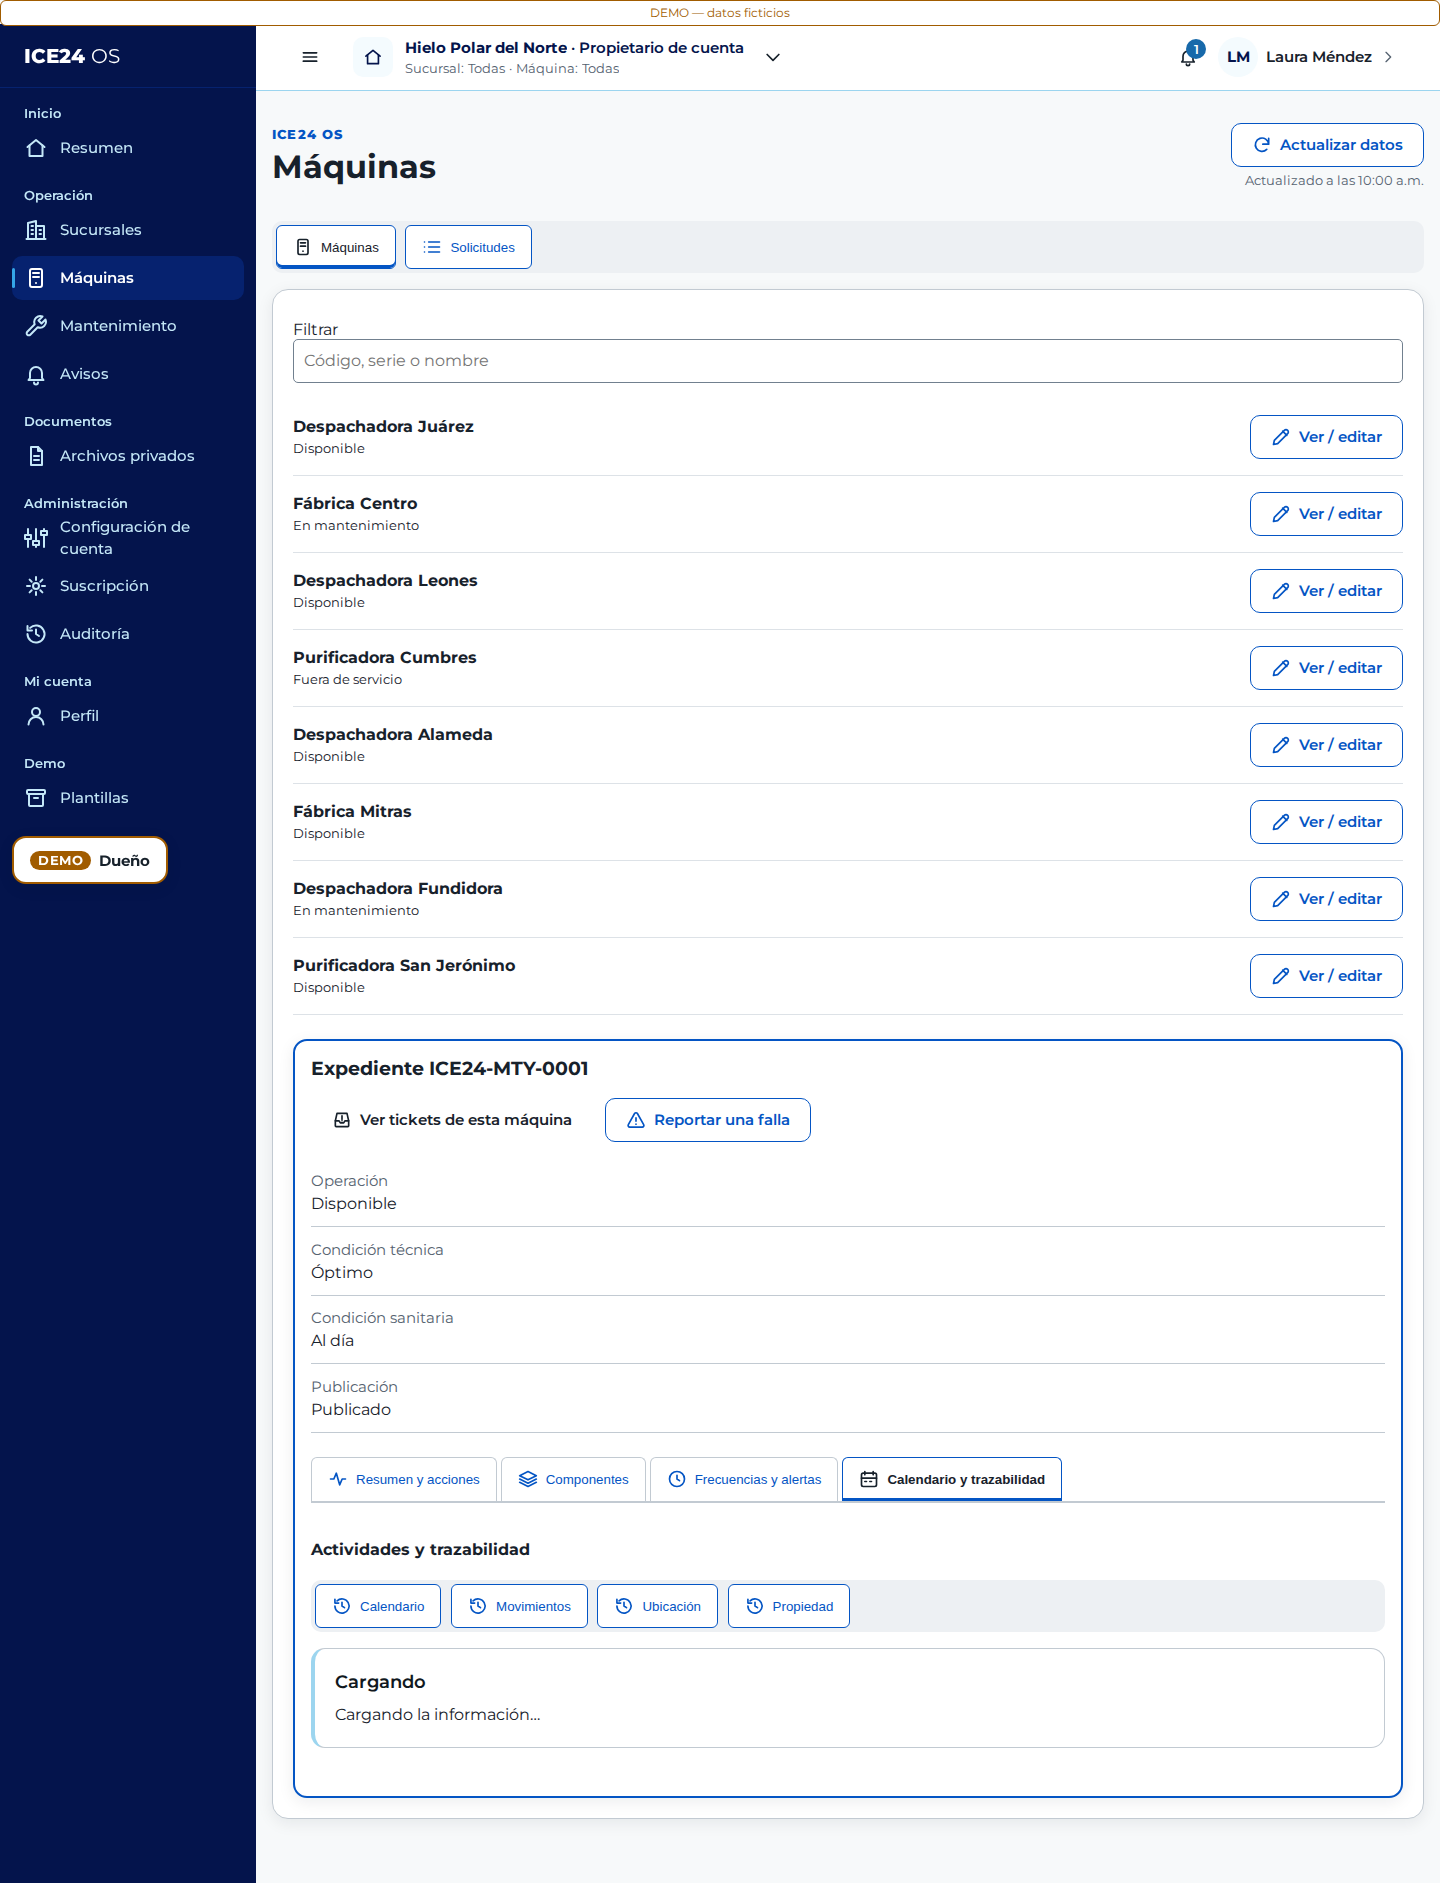 DEMO — datos ficticios
ICE24 OS
Inicio
Resumen
Operación
Sucursales
Máquinas
Mantenimiento
Avisos
Documentos
Archivos privados
Administración
Configuración de
cuenta
Suscripción
Auditoría
Mi cuenta
Perfil
Demo
Plantillas
DEMO Dueño
Hielo Polar del Norte · Propietario de cuenta
Sucursal: Todas · Máquina: Todas
1
LM Laura Méndez
ICE24 OS
Máquinas
Actualizar datos
Actualizado a las 10:00 a.m.
Máquinas Solicitudes
Filtrar
Código, serie o nombre
Despachadora Juárez
Disponible
Ver / editar
Fábrica Centro
En mantenimiento
Ver / editar
Despachadora Leones
Disponible
Ver / editar
Purificadora Cumbres
Fuera de servicio
Ver / editar
Despachadora Alameda
Disponible
Ver / editar
Fábrica Mitras
Disponible
Ver / editar
Despachadora Fundidora
En mantenimiento
Ver / editar
Purificadora San Jerónimo
Disponible
Ver / editar
Expediente ICE24-MTY-0001
Ver tickets de esta máquina Reportar una falla
Operación
Disponible
Condición técnica
Óptimo
Condición sanitaria
Al día
Publicación
Publicado
Resumen y acciones Componentes Frecuencias y alertas Calendario y trazabilidad
Actividades y trazabilidad
Calendario Movimientos Ubicación Propiedad
Cargando
Cargando la información...